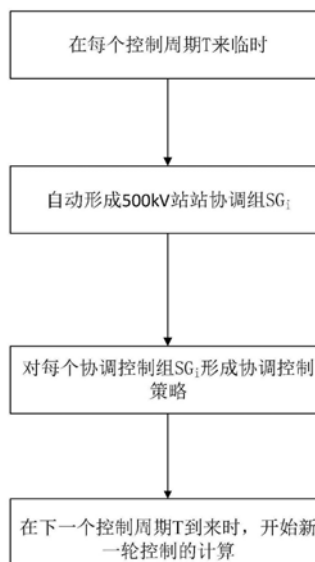 在每个控制周期T来临时
自动形成500kV站站协调组SGi
对每个协调控制组SGi形成协调控制
策略
在下一个控制周期T到来时，开始新
一轮控制的计算